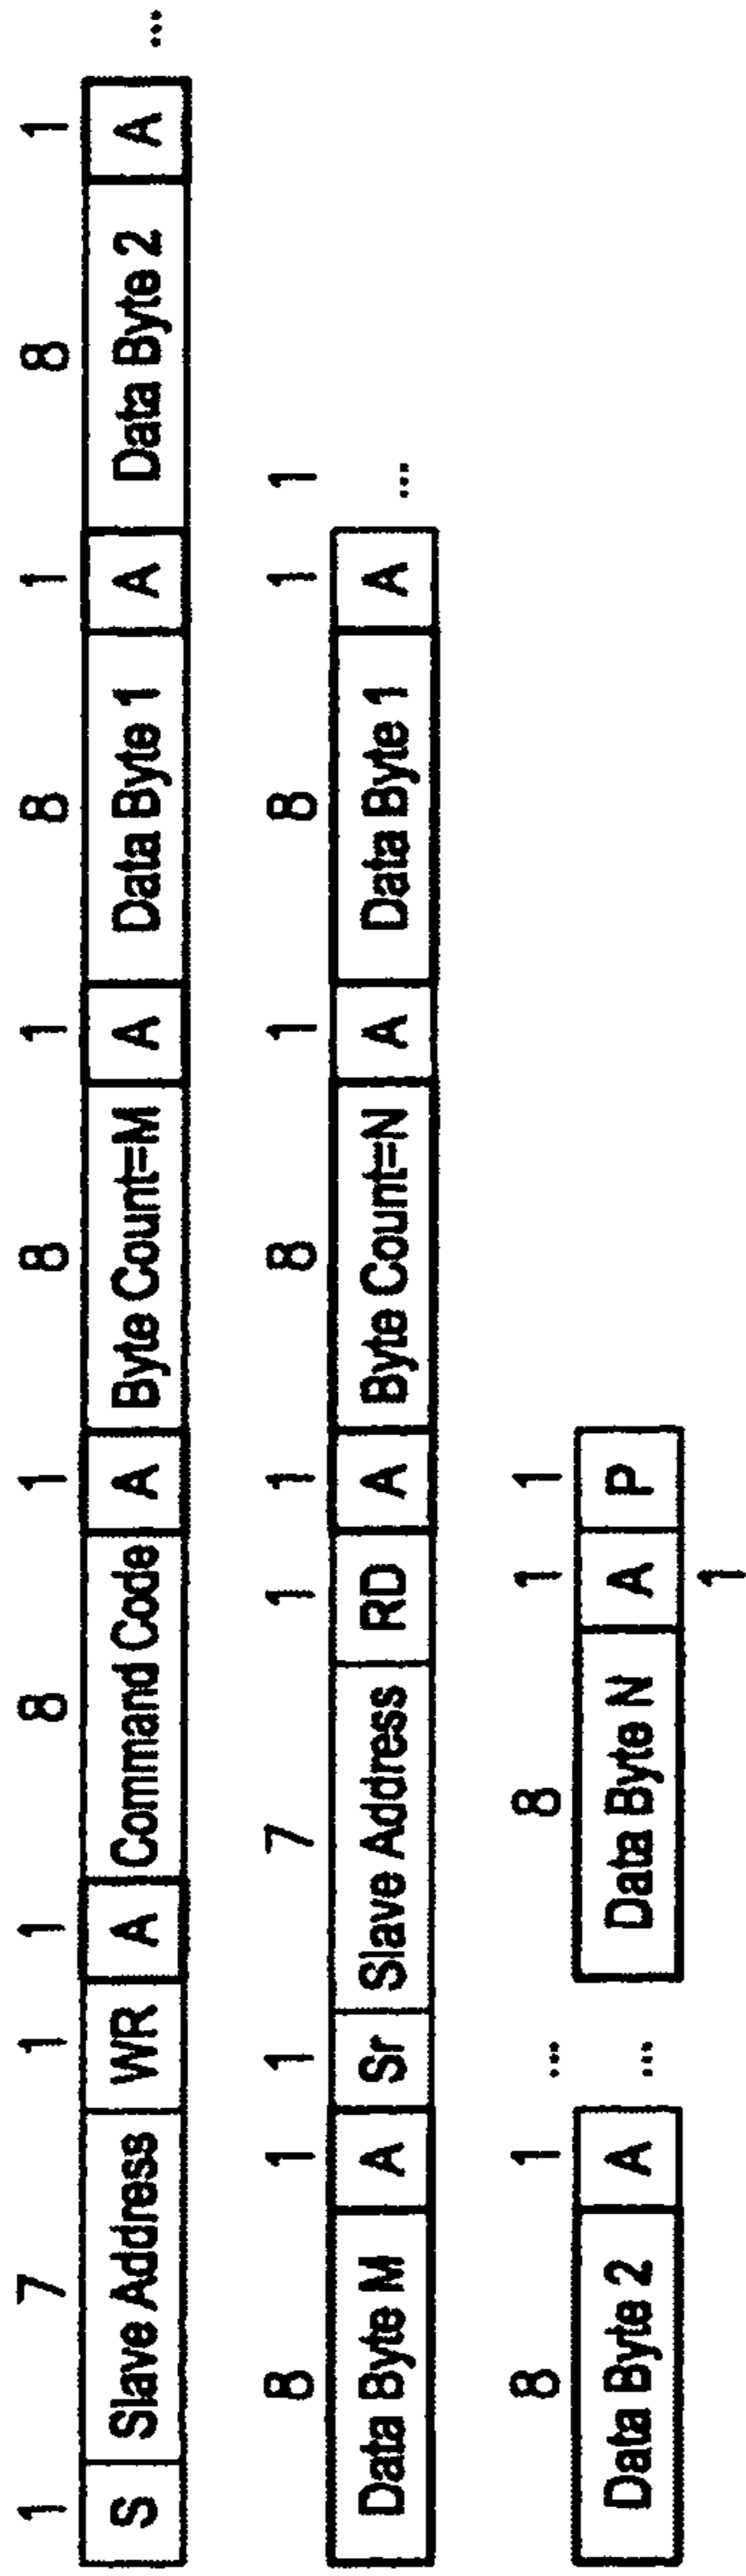 1 7 1 1 8 1 8 1 8 1 8 1
S Slave Address WR A Command Code A Byte Count=M A Data Byte 1 A Data Byte 2 A ...
8 1 1 7 1 1 8 1 8 1 1
Data Byte M A Sr Slave Address RD A Byte Count=N A Data Byte 1 A ...
8 1 ... 8 1 1
Data Byte 2 A ... Data Byte N A P
1